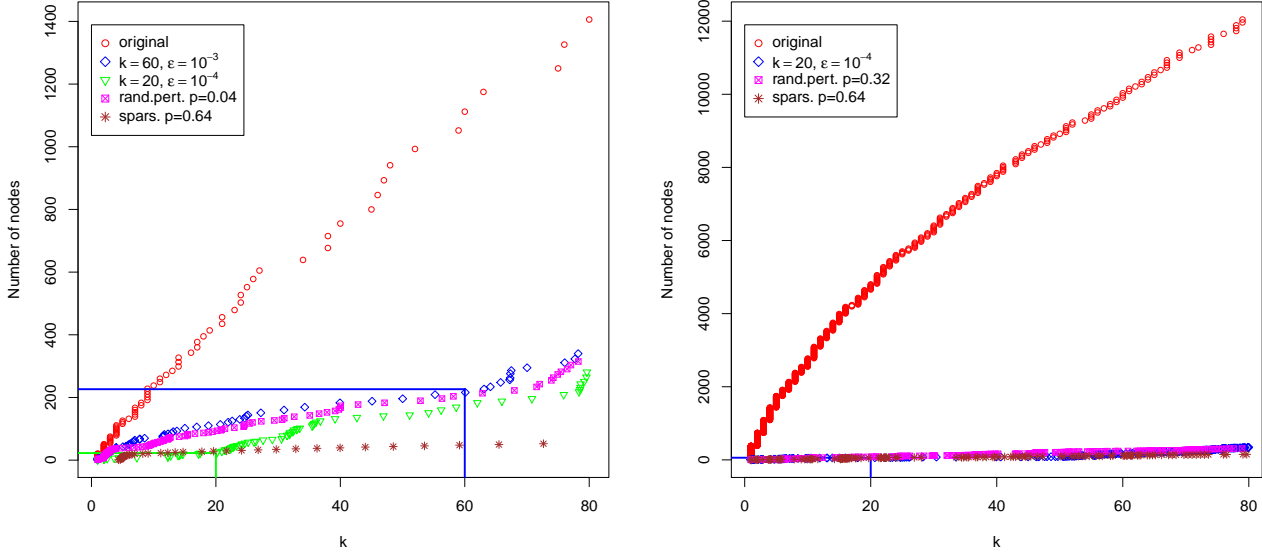 original
k = 60, ε = 10⁻³
k = 20, ε = 10⁻⁴
rand.pert. p=0.04
spars. p=0.64
Number of nodes
0
200
400
600
800
1000
1200
1400
0
20
40
60
80
k
original
k = 20, ε = 10⁻⁴
rand.pert. p=0.32
spars. p=0.64
Number of nodes
0
2000
4000
6000
8000
10000
12000
0
20
40
60
80
k